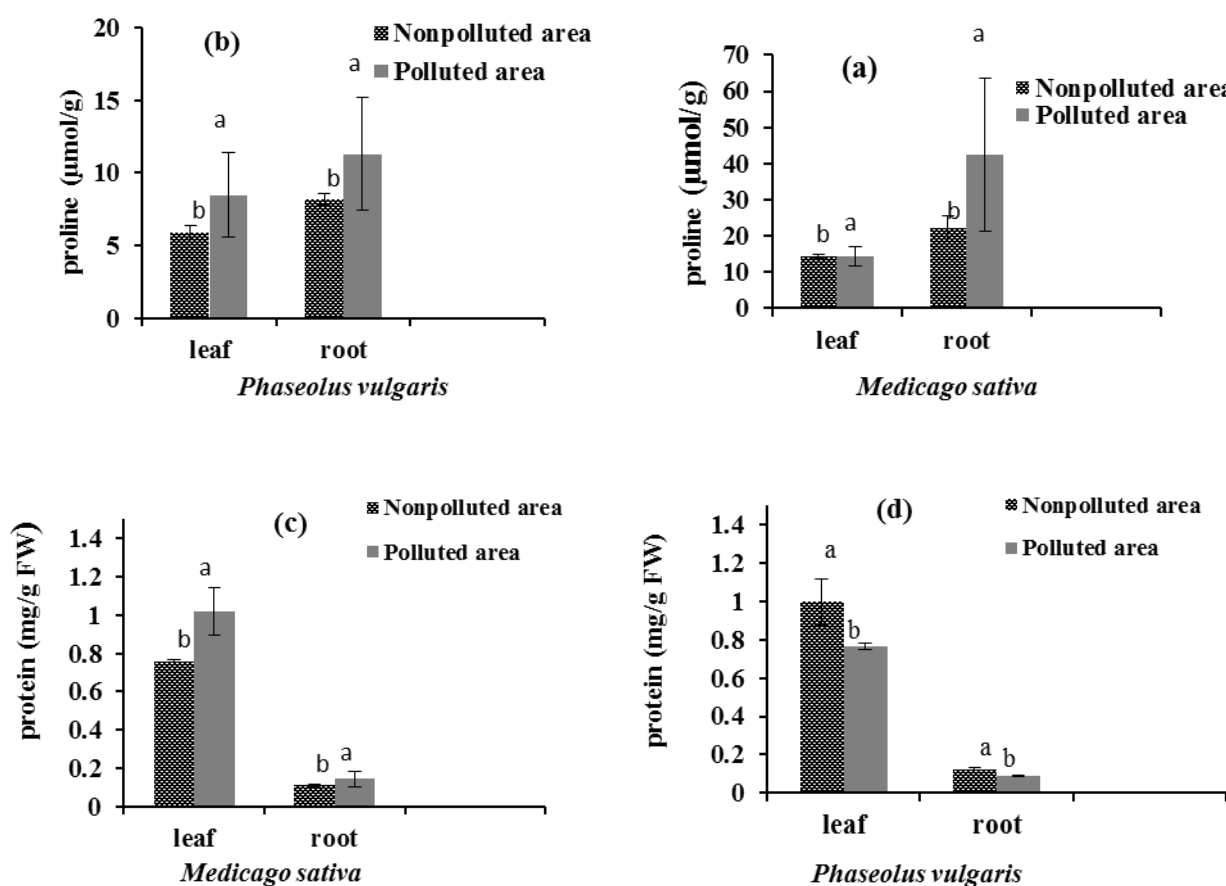 (b)
Nonpolluted area
Polluted area
proline (µmol/g)
20
15
10
5
0
a
b
a
b
leaf root
Phaseolus vulgaris
(a)
Nonpolluted area
Polluted area
proline (µmol/g)
70
60
50
40
30
20
10
0
b
a
b
a
leaf root
Medicago sativa
(c)
Nonpolluted area
Polluted area
protein (mg/g FW)
1.4
1.2
1
0.8
0.6
0.4
0.2
0
b
a
b
a
leaf root
Medicago sativa
(d)
Nonpolluted area
Polluted area
protein (mg/g FW)
1.4
1.2
1
0.8
0.6
0.4
0.2
0
a
b
a
b
leaf root
Phaseolus vulgaris